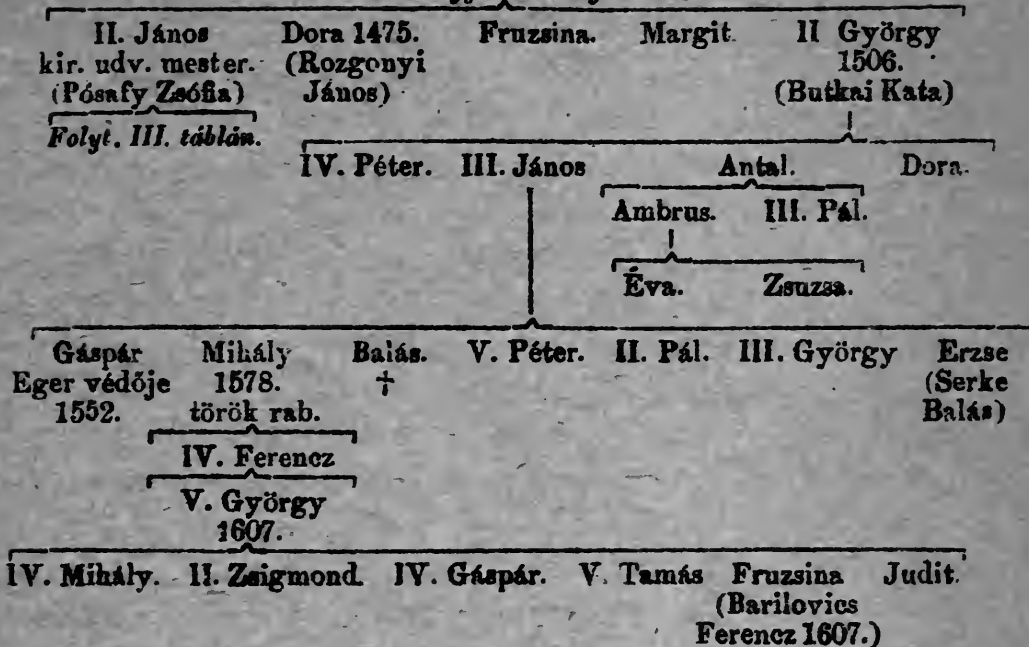 II. János Dora 1475. Fruzsina. Margit. II György
kir. udv. mester. (Rozgonyi 1506.
(Pósafy Zsófia) János) (Butkai Kata)
Folyt. III. táblán.
IV. Péter. III. János Antal. Dora.
Ambrus. III. Pál.
Éva. Zsuzsa.
Gáspár Mihály Balás. V. Péter. II. Pál. III. György Erzse
Eger védője 1578. † (Serke
1552. török rab. Balás)
IV. Ferencz
V. György
1607.
IV. Mihály. II. Zsigmond. IV. Gáspár. V. Tamás Fruzsina Judit.
(Barilovics
Ferencz 1607.)